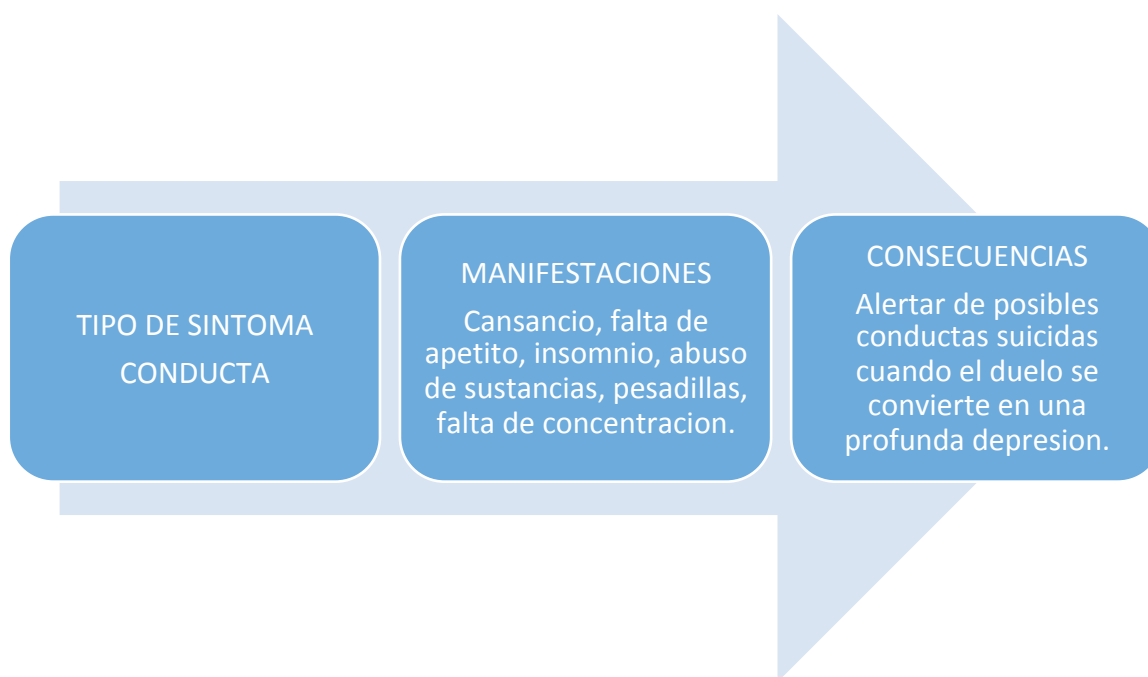 TIPO DE SINTOMA
CONDUCTA
MANIFESTACIONES
Cansancio, falta de
apetito, insomnio, abuso
de sustancias, pesadillas,
falta de concentracion.
CONSECUENCIAS
Alertar de posibles
conductas suicidas
cuando el duelo se
convierte en una
profunda depresion.